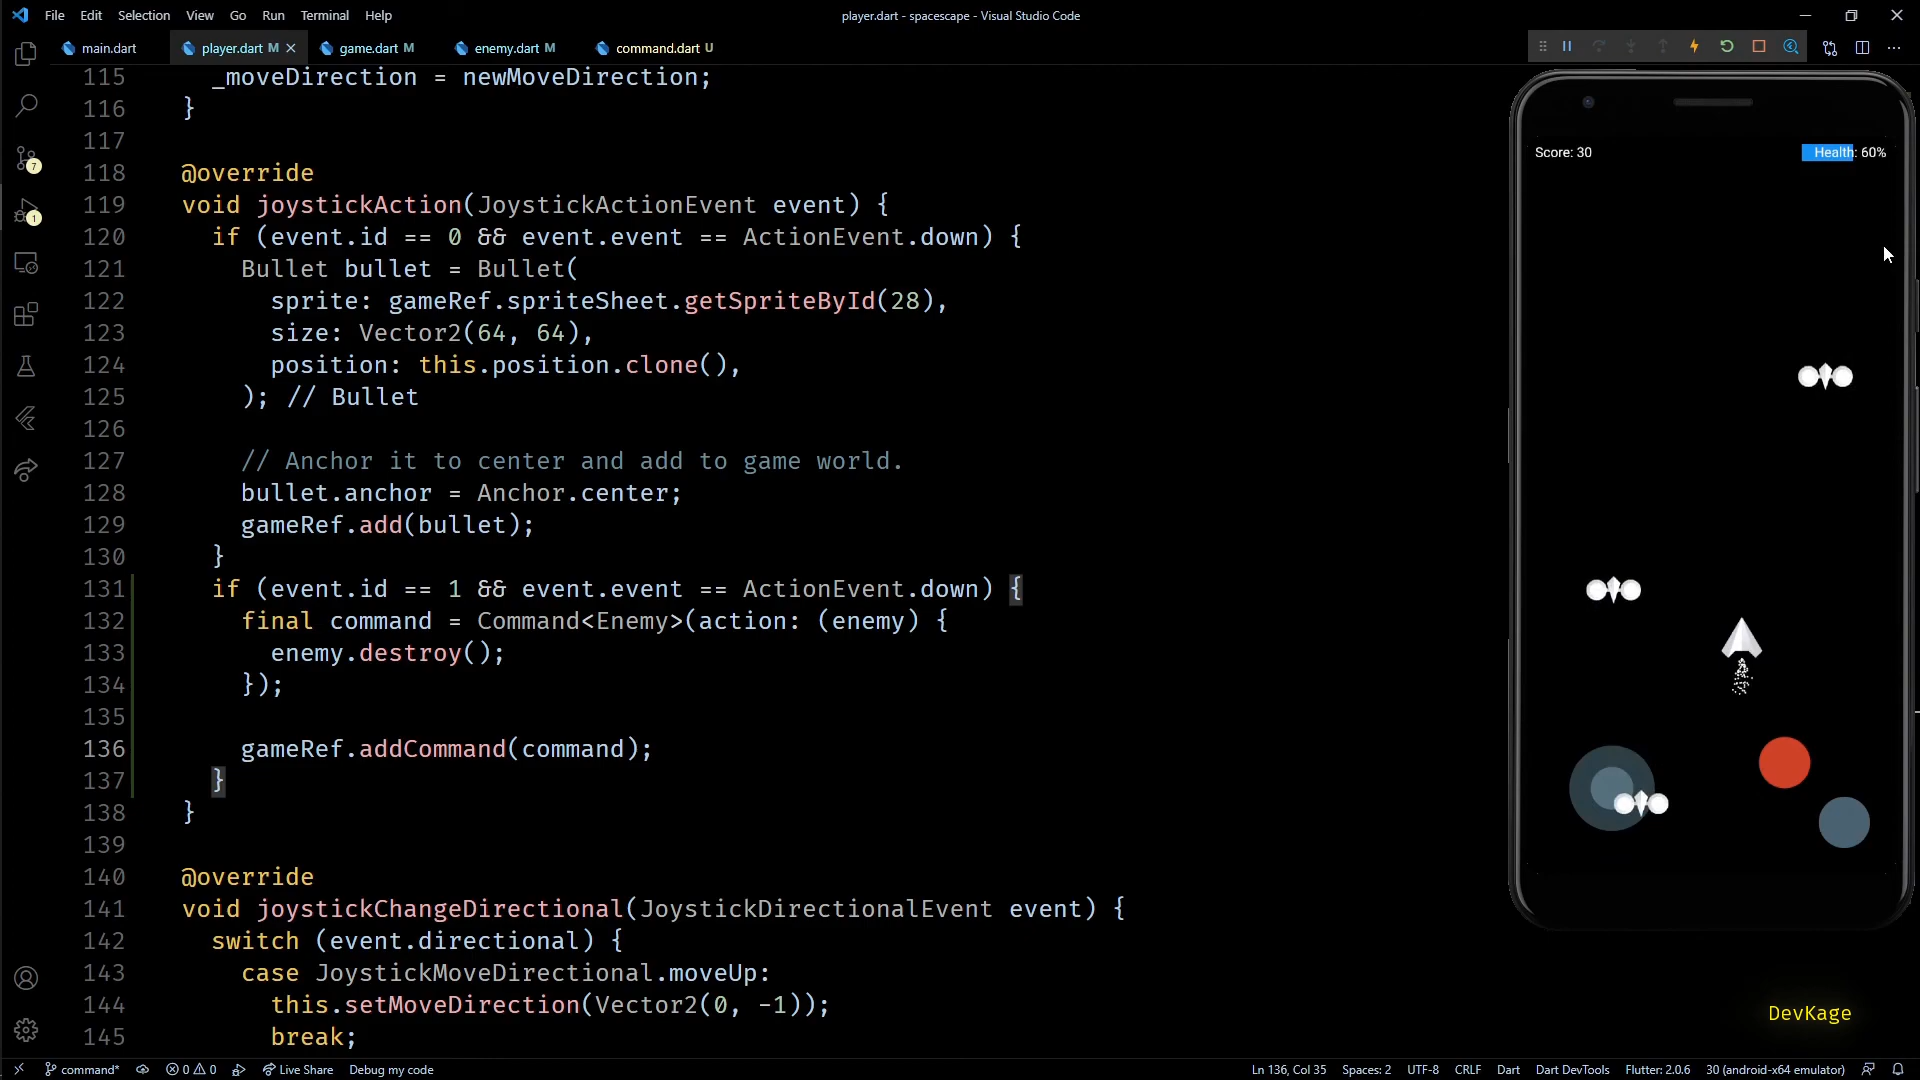 File Edit Selection View Go Run Terminal Help
player.dart - spacescape - Visual Studio Code
main.dart
player.dart M
game.dart M
enemy.dart M
command.dart U
115 _moveDirection = newMoveDirection;
116 }
117
118 @override
119 void joystickAction(JoystickActionEvent event) {
120 if (event.id == 0 && event.event == ActionEvent.down) {
121 Bullet bullet = Bullet(
122 sprite: gameRef.spriteSheet.getSpriteById(28),
123 size: Vector2(64, 64),
124 position: this.position.clone(),
125 ); // Bullet
126
127 // Anchor it to center and add to game world.
128 bullet.anchor = Anchor.center;
129 gameRef.add(bullet);
130 }
131 if (event.id == 1 && event.event == ActionEvent.down) {
132 final command = Command<Enemy>(action: (enemy) {
133 enemy.destroy();
134 });
135
136 gameRef.addCommand(command);
137 }
138 }
139
140 @override
141 void joystickChangeDirectional(JoystickDirectionalEvent event) {
142 switch (event.directional) {
143 case JoystickMoveDirectional.moveUp:
144 this.setMoveDirection(Vector2(0, -1));
145 break;
7
1
Score: 30
Health: 60%
DevKage
command* 0 0 Live Share Debug my code
Ln 136, Col 35 Spaces: 2 UTF-8 CRLF Dart Dart DevTools Flutter: 2.0.6 30 (android-x64 emulator)